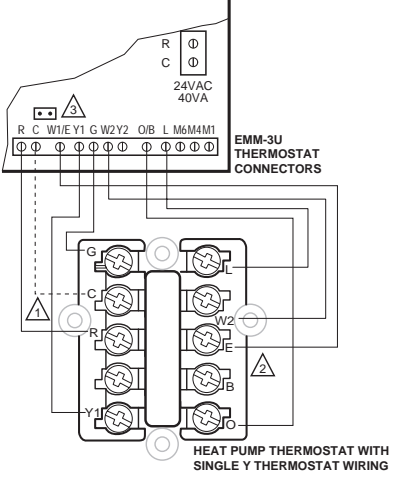 R
C
24VAC
40VA
3
R C W1/E Y1 G W2 Y2 O/B L M6 M4 M1
EMM-3U
THERMOSTAT
CONNECTORS
G
L
C
1
W2
R
E
2
B
Y1
O
HEAT PUMP THERMOSTAT WITH
SINGLE Y THERMOSTAT WIRING